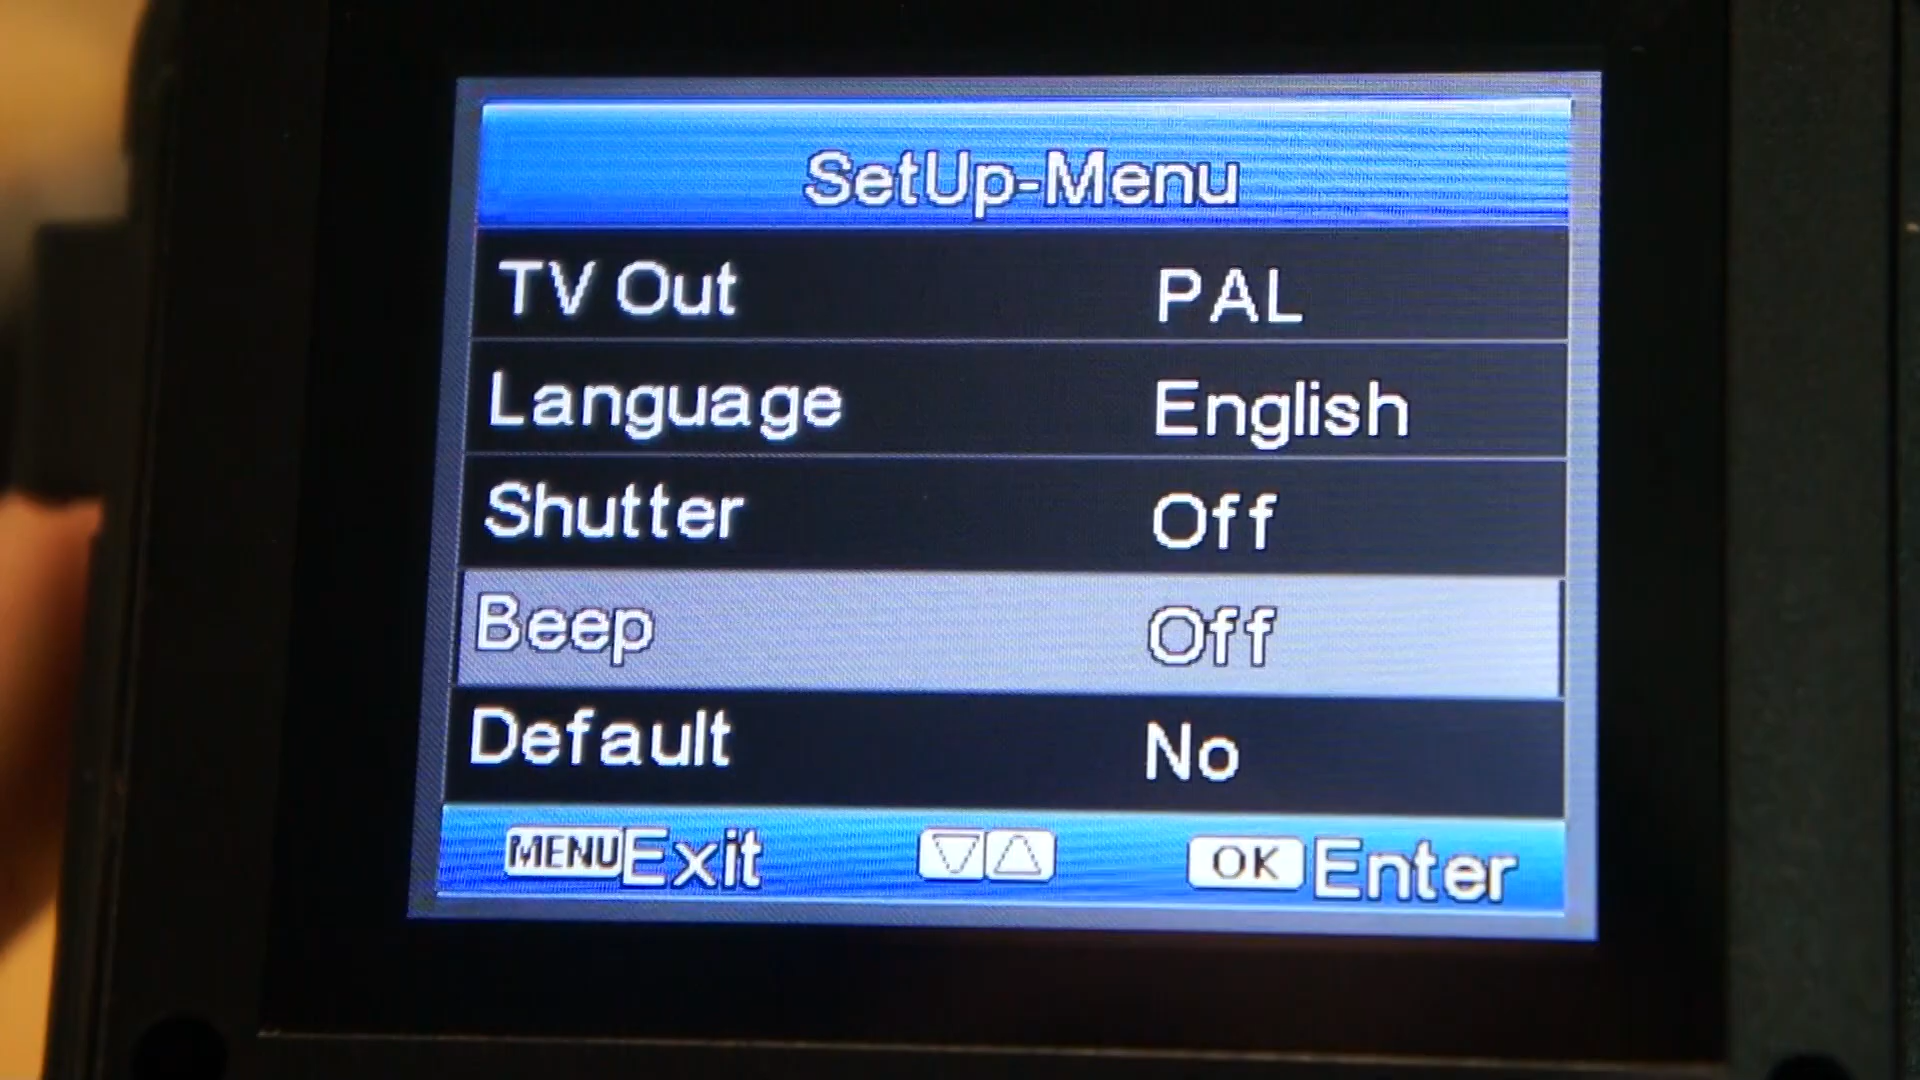 SetUp-Menu
TV Out PAL
Language English
Shutter Off
Beep Off
Default No
MENU Exit OK Enter